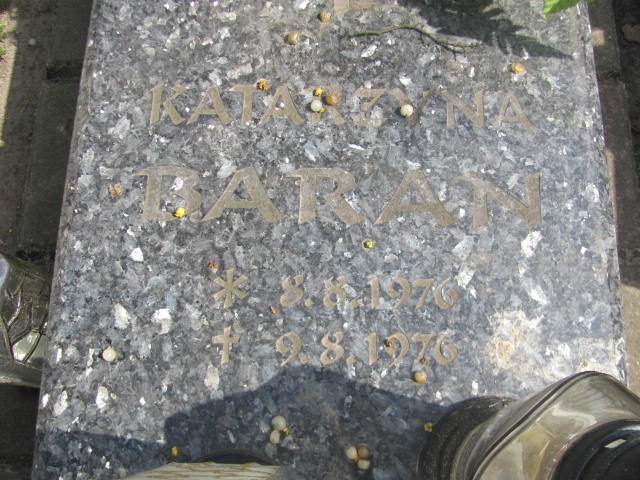 KATARZYNA
BARAN
* 8.8.1976
† 9.8.1976